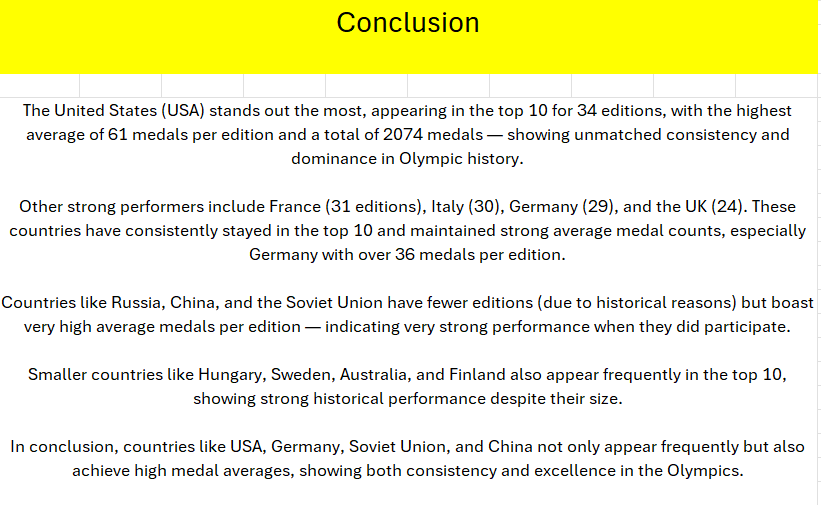 Conclusion
The United States (USA) stands out the most, appearing in the top 10 for 34 editions, with the highest
average of 61 medals per edition and a total of 2074 medals — showing unmatched consistency and
dominance in Olympic history.
Other strong performers include France (31 editions), Italy (30), Germany (29), and the UK (24). These
countries have consistently stayed in the top 10 and maintained strong average medal counts, especially
Germany with over 36 medals per edition.
Countries like Russia, China, and the Soviet Union have fewer editions (due to historical reasons) but boast
very high average medals per edition — indicating very strong performance when they did participate.
Smaller countries like Hungary, Sweden, Australia, and Finland also appear frequently in the top 10,
showing strong historical performance despite their size.
In conclusion, countries like USA, Germany, Soviet Union, and China not only appear frequently but also
achieve high medal averages, showing both consistency and excellence in the Olympics.